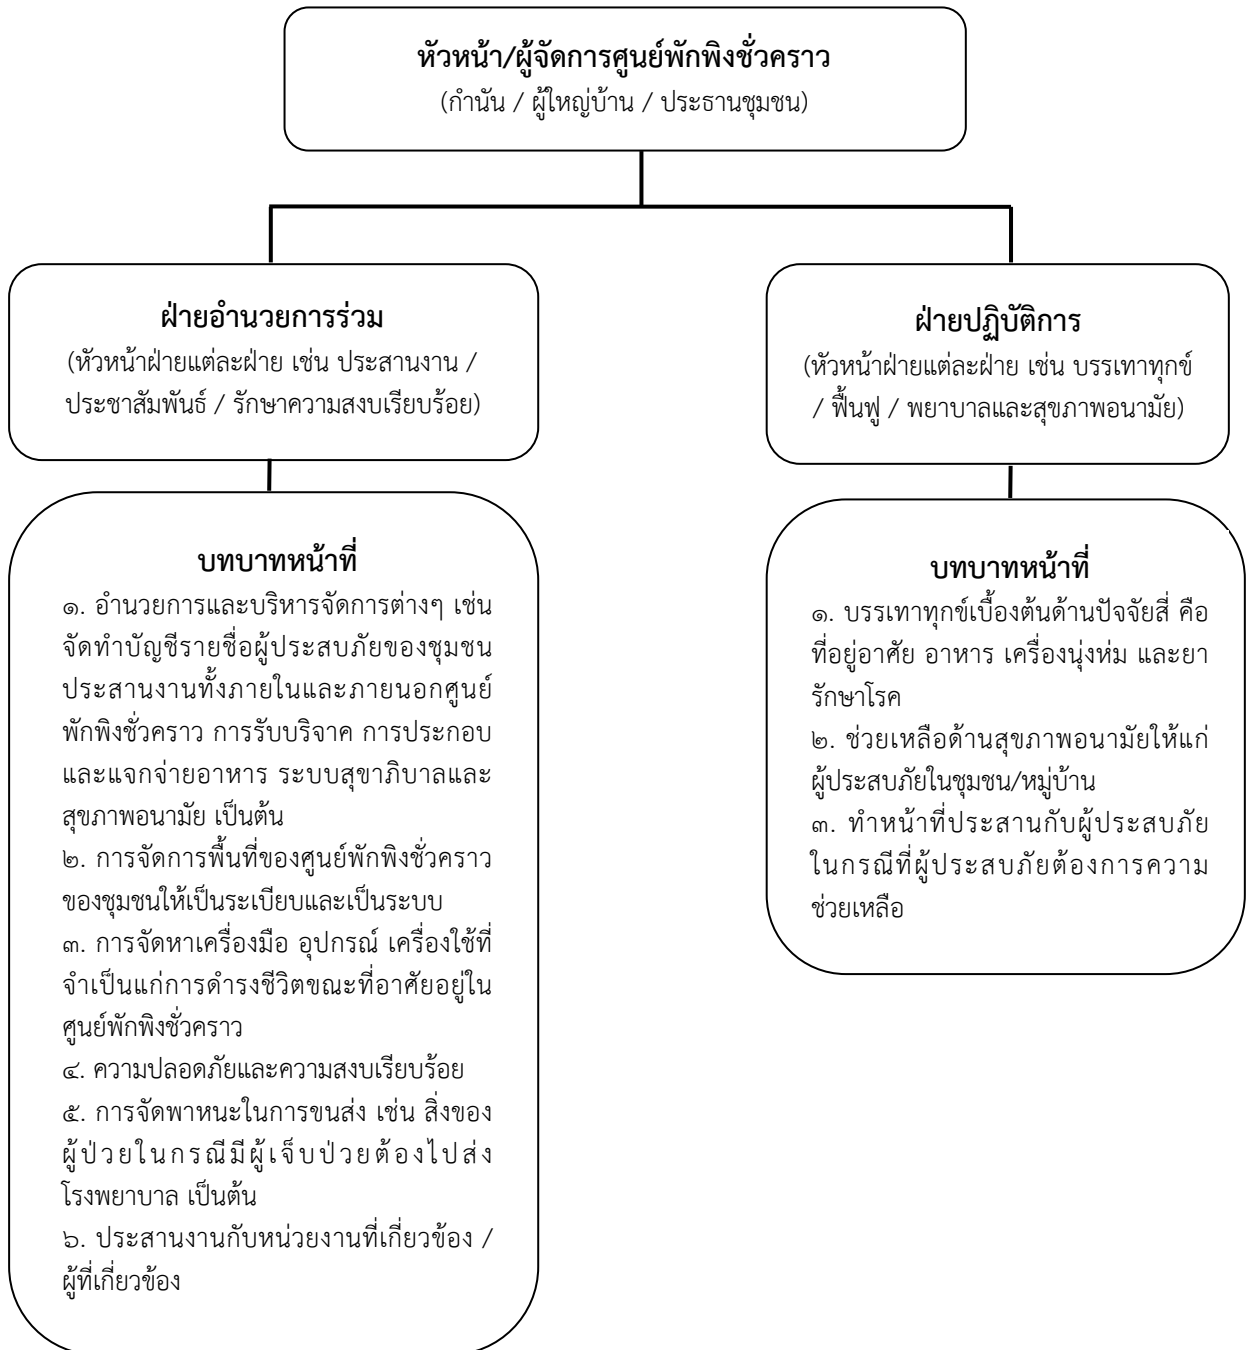 หัวหน้า/ผู้จัดการศูนย์พักพิงชั่วคราว
(กำนัน / ผู้ใหญ่บ้าน / ประธานชุมชน)
ฝ่ายอำนวยการร่วม
(หัวหน้าฝ่ายแต่ละฝ่าย เช่น ประสานงาน /
ประชาสัมพันธ์ / รักษาความสงบเรียบร้อย)
บทบาทหน้าที่
๑. อำนวยการและบริหารจัดการต่างๆ เช่น
จัดทำบัญชีรายชื่อผู้ประสบภัยของชุมชน
ประสานงานทั้งภายในและภายนอกศูนย์
พักพิงชั่วคราว การรับบริจาค การประกอบ
และแจกจ่ายอาหาร ระบบสุขาภิบาลและ
สุขภาพอนามัย เป็นต้น
๒. การจัดการพื้นที่ของศูนย์พักพิงชั่วคราว
ของชุมชนให้เป็นระเบียบและเป็นระบบ
๓. การจัดหาเครื่องมือ อุปกรณ์ เครื่องใช้ที่
จำเป็นแก่การดำรงชีวิตขณะที่อาศัยอยู่ใน
ศูนย์พักพิงชั่วคราว
๔. ความปลอดภัยและความสงบเรียบร้อย
๕. การจัดพาหนะในการขนส่ง เช่น สิ่งของ
ผู้ป่วยในกรณีมีผู้เจ็บป่วยต้องไปส่ง
โรงพยาบาล เป็นต้น
๖. ประสานงานกับหน่วยงานที่เกี่ยวข้อง /
ผู้ที่เกี่ยวข้อง
ฝ่ายปฏิบัติการ
(หัวหน้าฝ่ายแต่ละฝ่าย เช่น บรรเทาทุกข์
/ ฟื้นฟู / พยาบาลและสุขภาพอนามัย)
บทบาทหน้าที่
๑. บรรเทาทุกข์เบื้องต้นด้านปัจจัยสี่ คือ
ที่อยู่อาศัย อาหาร เครื่องนุ่งห่ม และยา
รักษาโรค
๒. ช่วยเหลือด้านสุขภาพอนามัยให้แก่
ผู้ประสบภัยในชุมชน/หมู่บ้าน
๓. ทำหน้าที่ประสานกับผู้ประสบภัย
ในกรณีที่ผู้ประสบภัยต้องการความ
ช่วยเหลือ